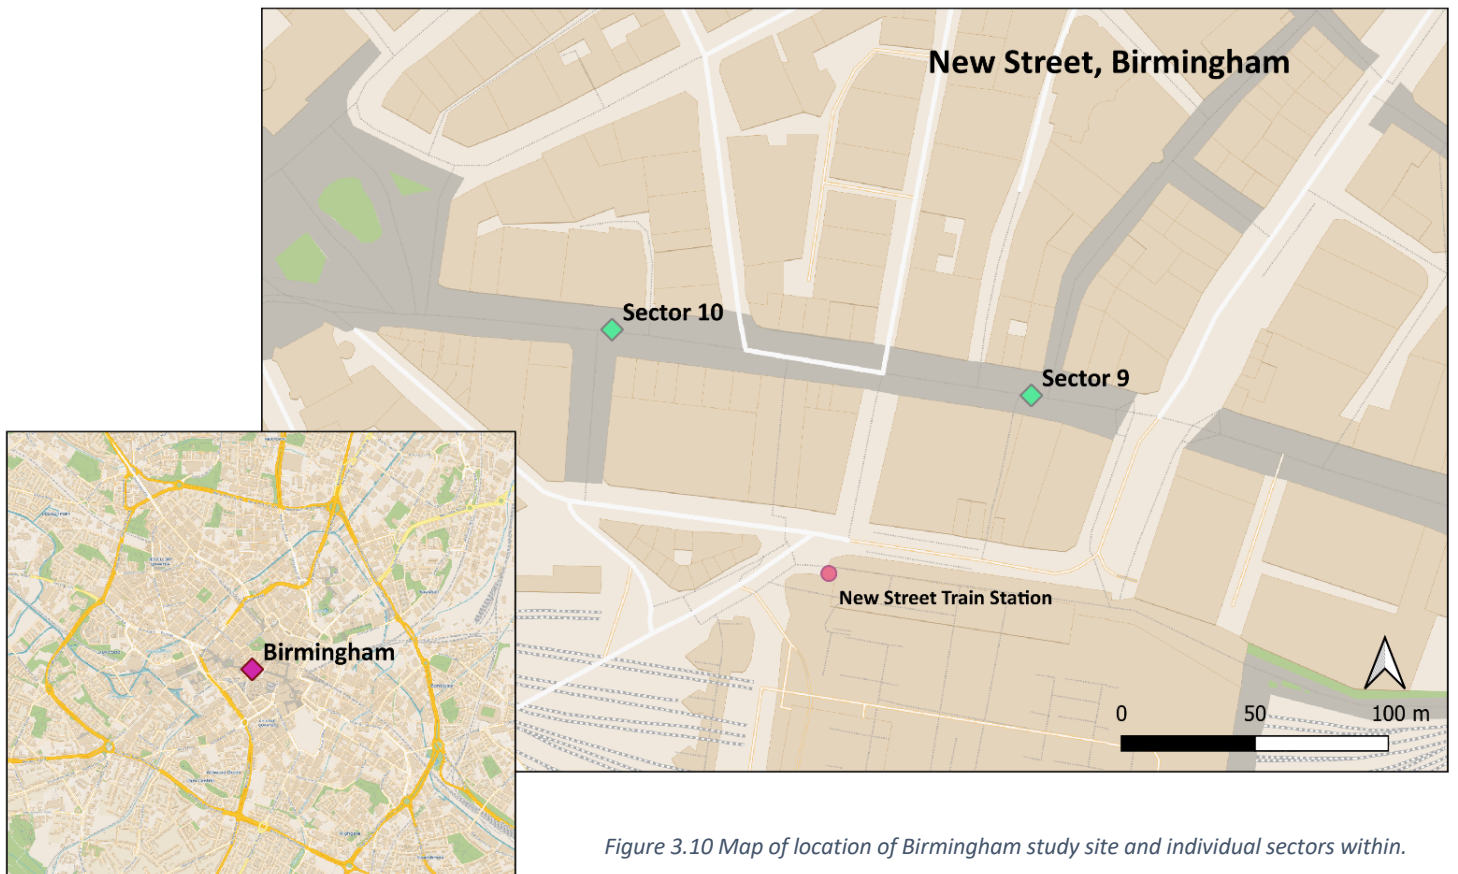 New Street, Birmingham
Sector 10
Sector 9
New Street Train Station
Birmingham
0 50 100 m
Figure 3.10 Map of location of Birmingham study site and individual sectors within.